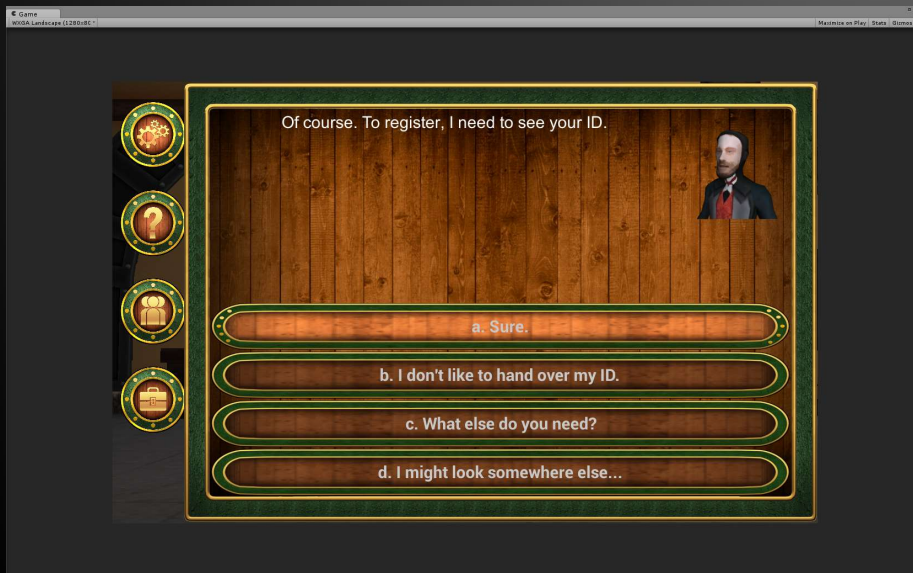 Game
WXGA Landscape (1280x80
Maximize on Play Stats Gizmos
Of course. To register, I need to see your ID.
a. Sure.
b. I don't like to hand over my ID.
c. What else do you need?
d. I might look somewhere else...